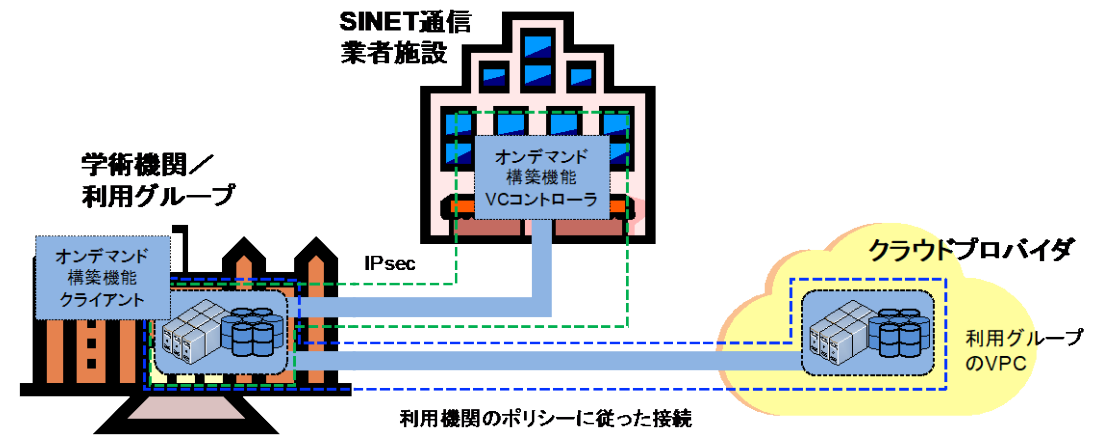 SINET通信
業者施設
オンデマンド
構築機能
VCコントローラ
学術機関／
利用グループ
オンデマンド
構築機能
クライアント
IPsec
クラウドプロバイダ
利用グループ
のVPC
利用機関のポリシーに従った接続